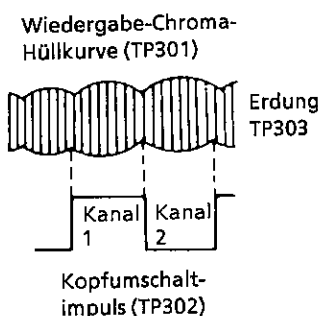 Wiedergabe-Chroma-
Hüllkurve (TP301)
Erdung
TP303
Kanal
1
Kanal
2
Kopfumschalt-
impuls (TP302)